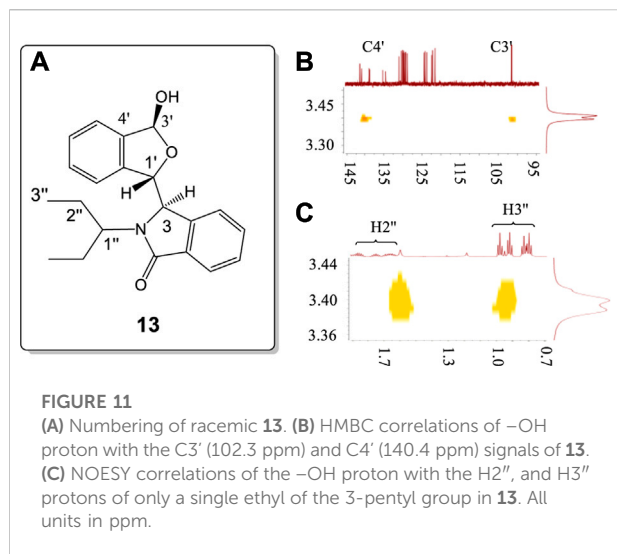 A
OH
4'
3'
O
1'
H
H
3''
2''
1''
N
3
O
13
B
C4'
C3'
3.45
3.30
145
135
125
115
105
95
C
H2''
H3''
3.44
3.40
3.36
1.7
1.3
1.0
0.7
FIGURE 11
(A) Numbering of racemic 13. (B) HMBC correlations of –OH
proton with the C3′ (102.3 ppm) and C4′ (140.4 ppm) signals of 13.
(C) NOESY correlations of the –OH proton with the H2″, and H3″
protons of only a single ethyl of the 3-pentyl group in 13. All
units in ppm.